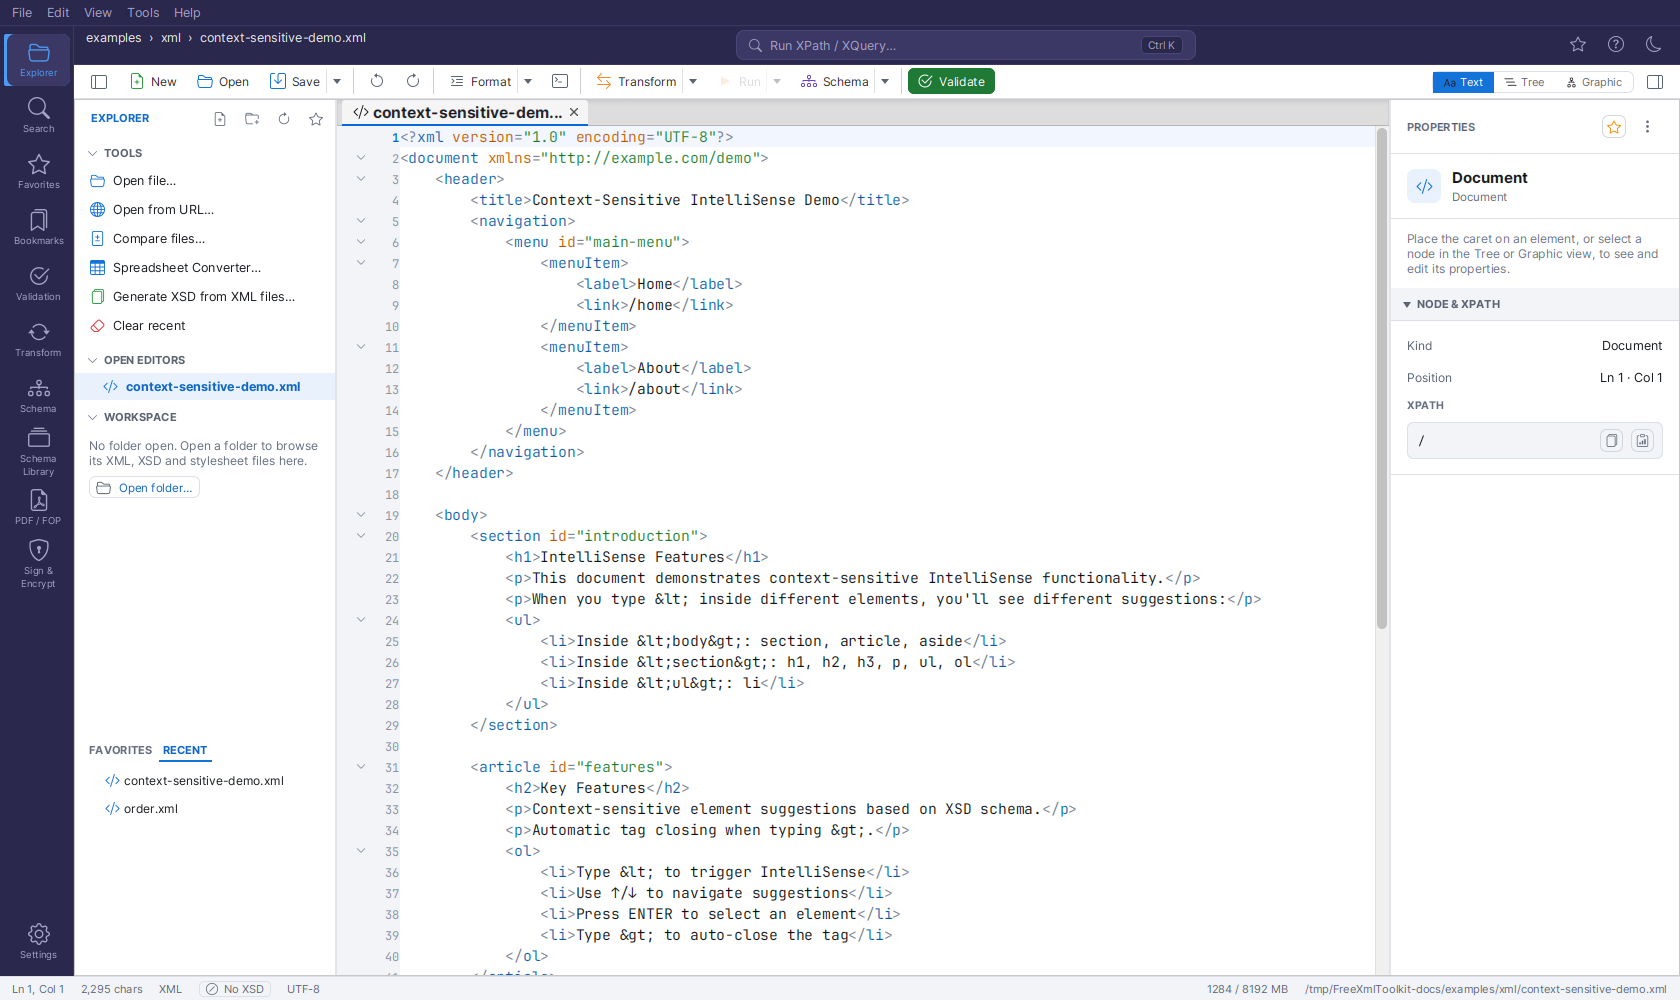 File Edit View Tools Help
examples › xml › context-sensitive-demo.xml
Run XPath / XQuery... Ctrl K
New Open Save Format Transform Run Schema Validate
Aa Text Tree Graphic
Explorer
Search
Favorites
Bookmarks
Validation
Transform
Schema
Schema
Library
PDF / FOP
Sign &
Encrypt
Settings
EXPLORER
TOOLS
Open file...
Open from URL...
Compare files...
Spreadsheet Converter...
Generate XSD from XML files...
Clear recent
OPEN EDITORS
context-sensitive-demo.xml
WORKSPACE
No folder open. Open a folder to browse
its XML, XSD and stylesheet files here.
Open folder...
FAVORITES RECENT
context-sensitive-demo.xml
order.xml
context-sensitive-dem... ×
1 <?xml version="1.0" encoding="UTF-8"?>
2 <document xmlns="http://example.com/demo">
3 <header>
4 <title>Context-Sensitive IntelliSense Demo</title>
5 <navigation>
6 <menu id="main-menu">
7 <menuItem>
8 <label>Home</label>
9 <link>/home</link>
10 </menuItem>
11 <menuItem>
12 <label>About</label>
13 <link>/about</link>
14 </menuItem>
15 </menu>
16 </navigation>
17 </header>
18
19 <body>
20 <section id="introduction">
21 <h1>IntelliSense Features</h1>
22 <p>This document demonstrates context-sensitive IntelliSense functionality.</p>
23 <p>When you type &lt; inside different elements, you'll see different suggestions:</p>
24 <ul>
25 <li>Inside &lt;body&gt;: section, article, aside</li>
26 <li>Inside &lt;section&gt;: h1, h2, h3, p, ul, ol</li>
27 <li>Inside &lt;ul&gt;: li</li>
28 </ul>
29 </section>
30
31 <article id="features">
32 <h2>Key Features</h2>
33 <p>Context-sensitive element suggestions based on XSD schema.</p>
34 <p>Automatic tag closing when typing &gt;.</p>
35 <ol>
36 <li>Type &lt; to trigger IntelliSense</li>
37 <li>Use ↑/↓ to navigate suggestions</li>
38 <li>Press ENTER to select an element</li>
39 <li>Type &gt; to auto-close the tag</li>
40 </ol>
41 </article>
PROPERTIES
Document
Document
Place the caret on an element, or select a
node in the Tree or Graphic view, to see and
edit its properties.
NODE & XPATH
Kind Document
Position Ln 1 · Col 1
XPATH
/
Ln 1, Col 1 2,295 chars XML No XSD UTF-8 1284 / 8192 MB /tmp/FreeXmlToolkit-docs/examples/xml/context-sensitive-demo.xml